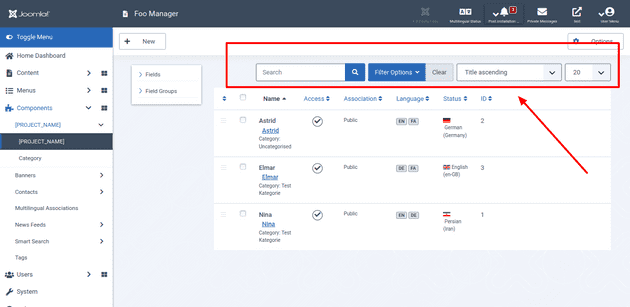 Joomla!
Foo Manager
Multilingual Status
Post Installation ...
3
Private Messages
User Menu
Toggle Menu
Home Dashboard
Content
Menus
Components
[PROJECT_NAME]
[PROJECT_NAME]
Category
Banners
Contacts
Multilingual Associations
News Feeds
Smart Search
Tags
Users
System
New
Options
Fields
Field Groups
Search
Filter Options
Clear
Title ascending
20
Name Access Association Language Status ID
Astrid Public EN FA German 2
Astrid (Germany)
Category:
Uncategorised
Elmar Public DE FA English 3
Elmar (en-GB)
Category: Test
Kategorie
Nina Public EN DE Persian 1
Nina (Iran)
Category: Test
Kategorie